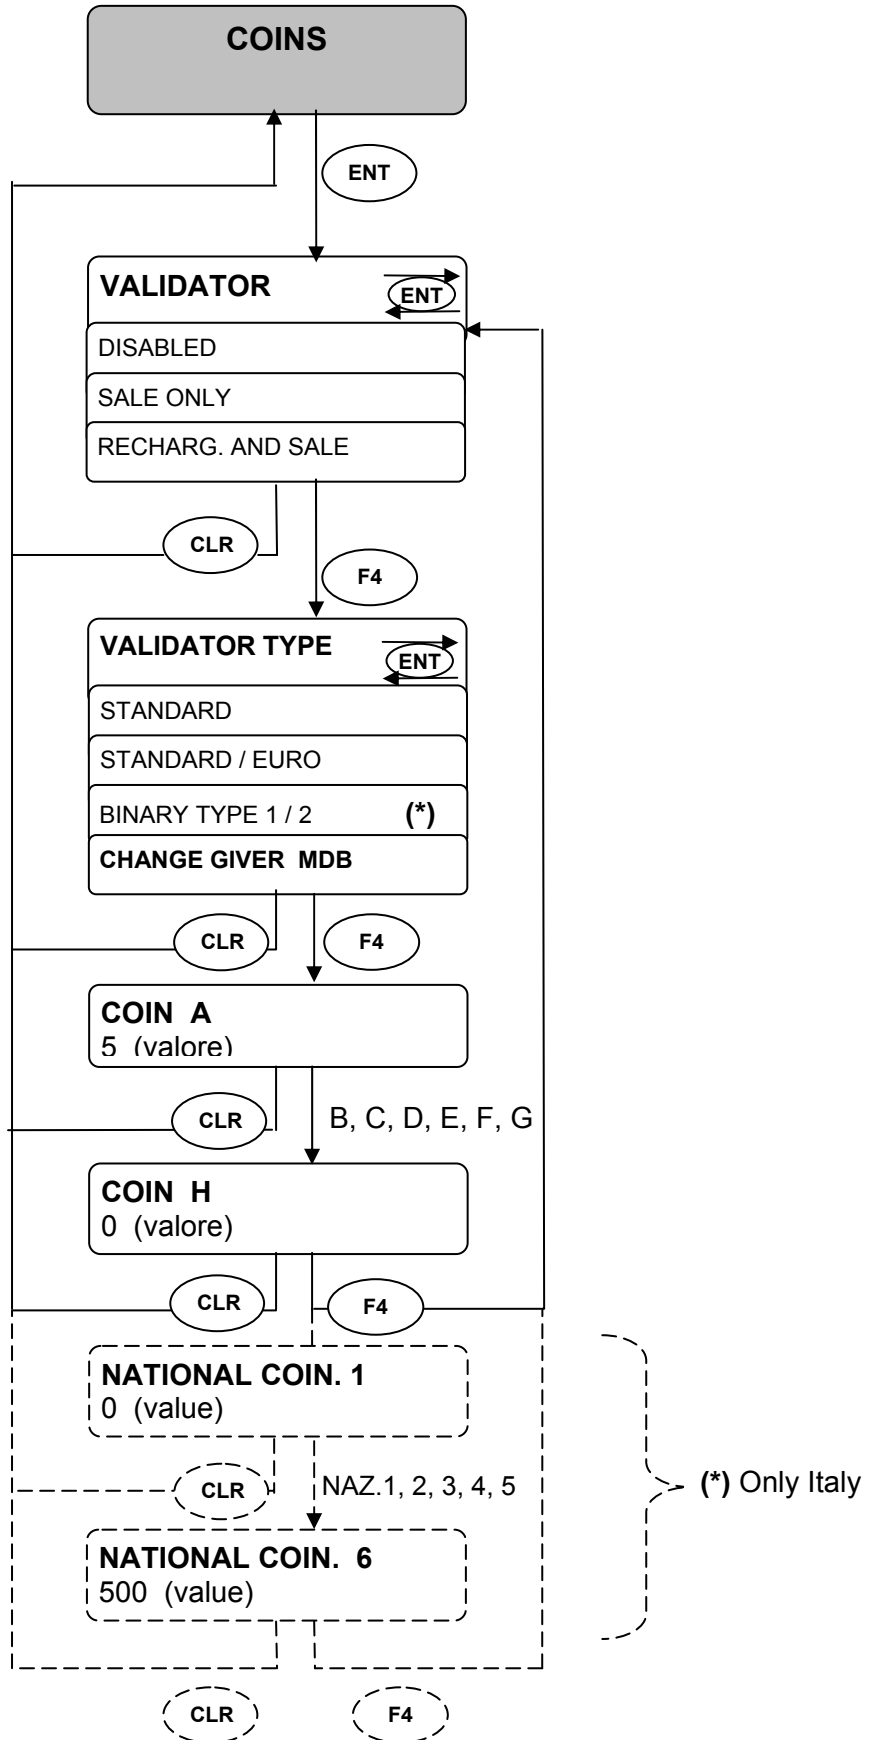 COINS
ENT
VALIDATOR
ENT
DISABLED
SALE ONLY
RECHARG. AND SALE
CLR
F4
VALIDATOR TYPE
ENT
STANDARD
STANDARD / EURO
BINARY TYPE 1 / 2 (*)
CHANGE GIVER MDB
CLR
F4
COIN A
5 (valore)
CLR
B, C, D, E, F, G
COIN H
0 (valore)
CLR
F4
NATIONAL COIN. 1
0 (value)
CLR
NAZ.1, 2, 3, 4, 5
(*) Only Italy
NATIONAL COIN. 6
500 (value)
CLR
F4